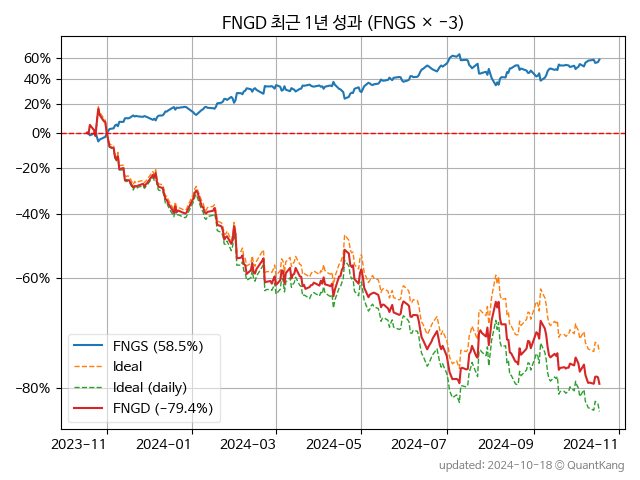 FNGD 최근 1년 성과 (FNGS × −3)
60%
40%
20%
0%
−20%
−40%
−60%
−80%
FNGS (58.5%)
Ideal
Ideal (daily)
FNGD (−79.4%)
2023−11
2024−01
2024−03
2024−05
2024−07
2024−09
2024−11
updated: 2024-10-18 © QuantKang